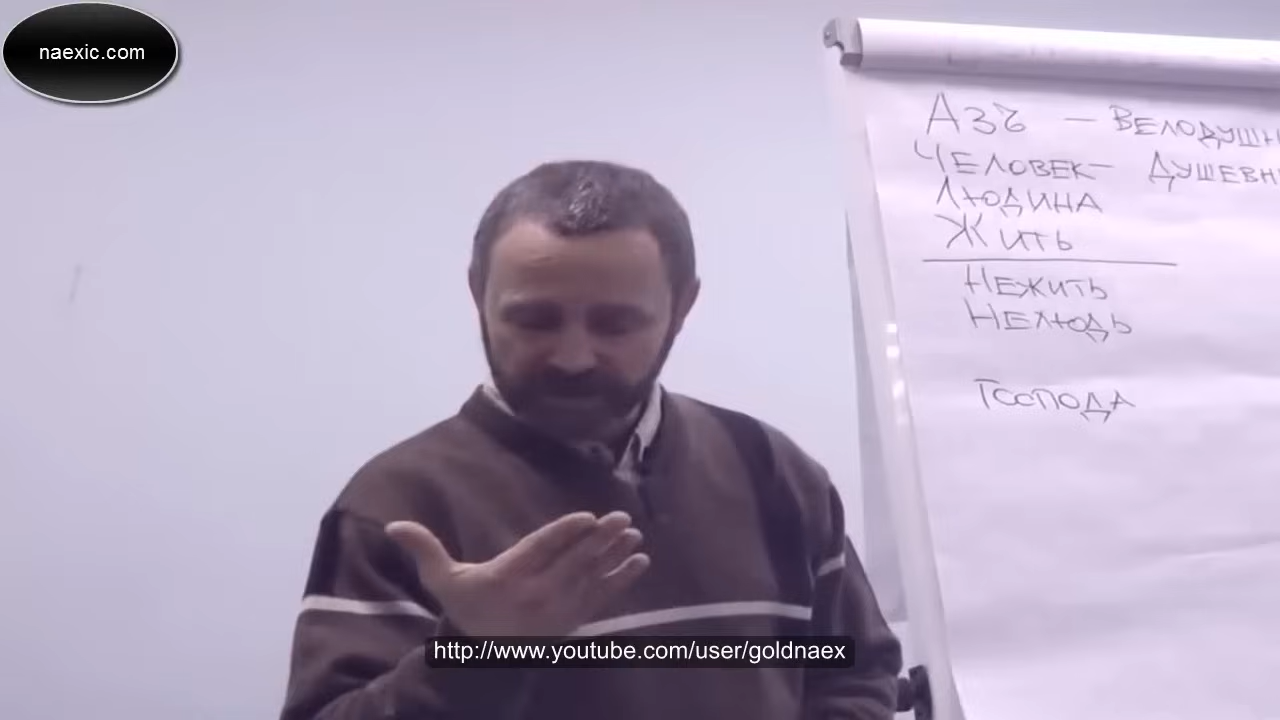 naexic.com
АЗЪ — ВЕЛОДУШН
ЧЕЛОВЕК — ДУШЕВН
ЛЮДИНА
ЖИТЬ
НЕЖИТЬ
НЕЛЮДЬ
ГОСПОДА
http://www.youtube.com/user/goldnaex